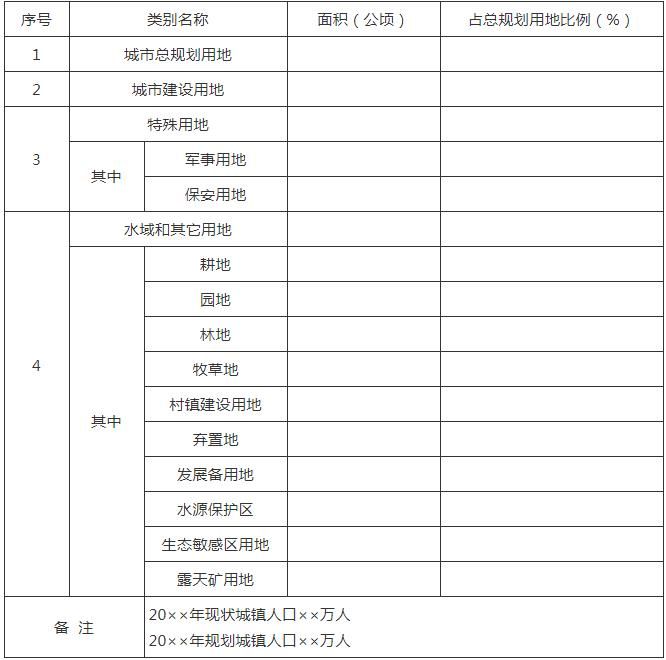 序号 类别名称 面积（公顷） 占总规划用地比例（%）
1 城市总规划用地
2 城市建设用地
3 特殊用地
其中 军事用地
保安用地
4 水域和其它用地
其中 耕地
园地
林地
牧草地
村镇建设用地
弃置地
发展备用地
水源保护区
生态敏感区用地
露天矿用地
备 注 20××年现状城镇人口××万人
20××年规划城镇人口××万人